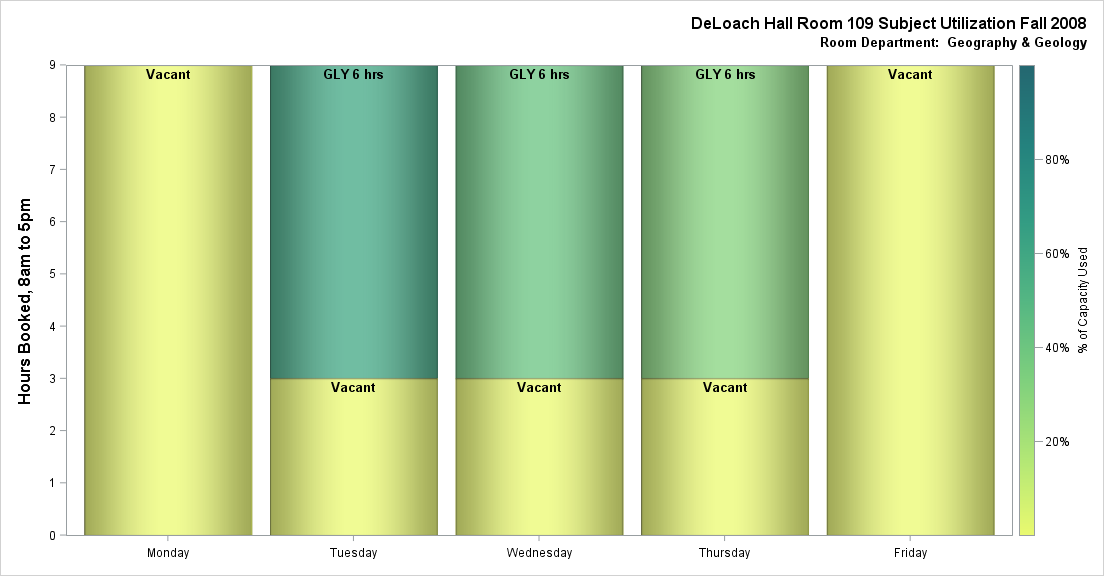 DeLoach Hall Room 109 Subject Utilization Fall 2008
Room Department:  Geography & Geology
Hours Booked, 8am to 5pm
9
8
7
6
5
4
3
2
1
0
Vacant
GLY 6 hrs
GLY 6 hrs
GLY 6 hrs
Vacant
Vacant
Vacant
Vacant
Monday
Tuesday
Wednesday
Thursday
Friday
80%
60%
40%
20%
% of Capacity Used